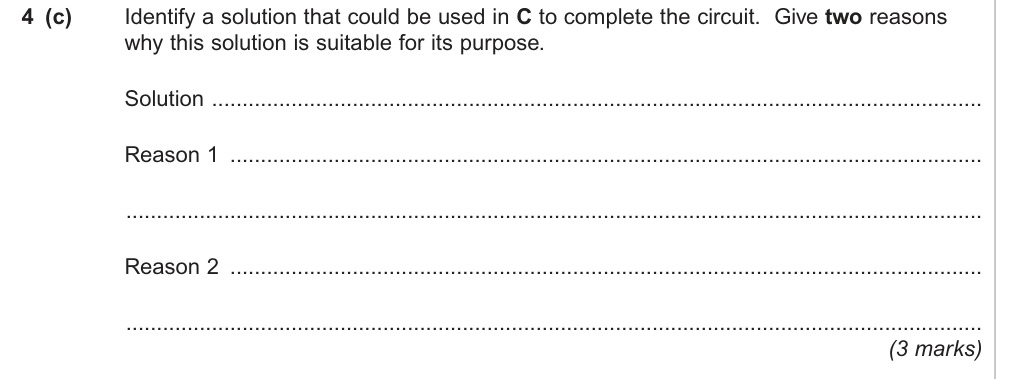 4 (c) Identify a solution that could be used in C to complete the circuit. Give two reasons
why this solution is suitable for its purpose.
Solution ..............................................................................................................................
Reason 1 ...........................................................................................................................
............................................................................................................................................
Reason 2 ...........................................................................................................................
............................................................................................................................................
(3 marks)